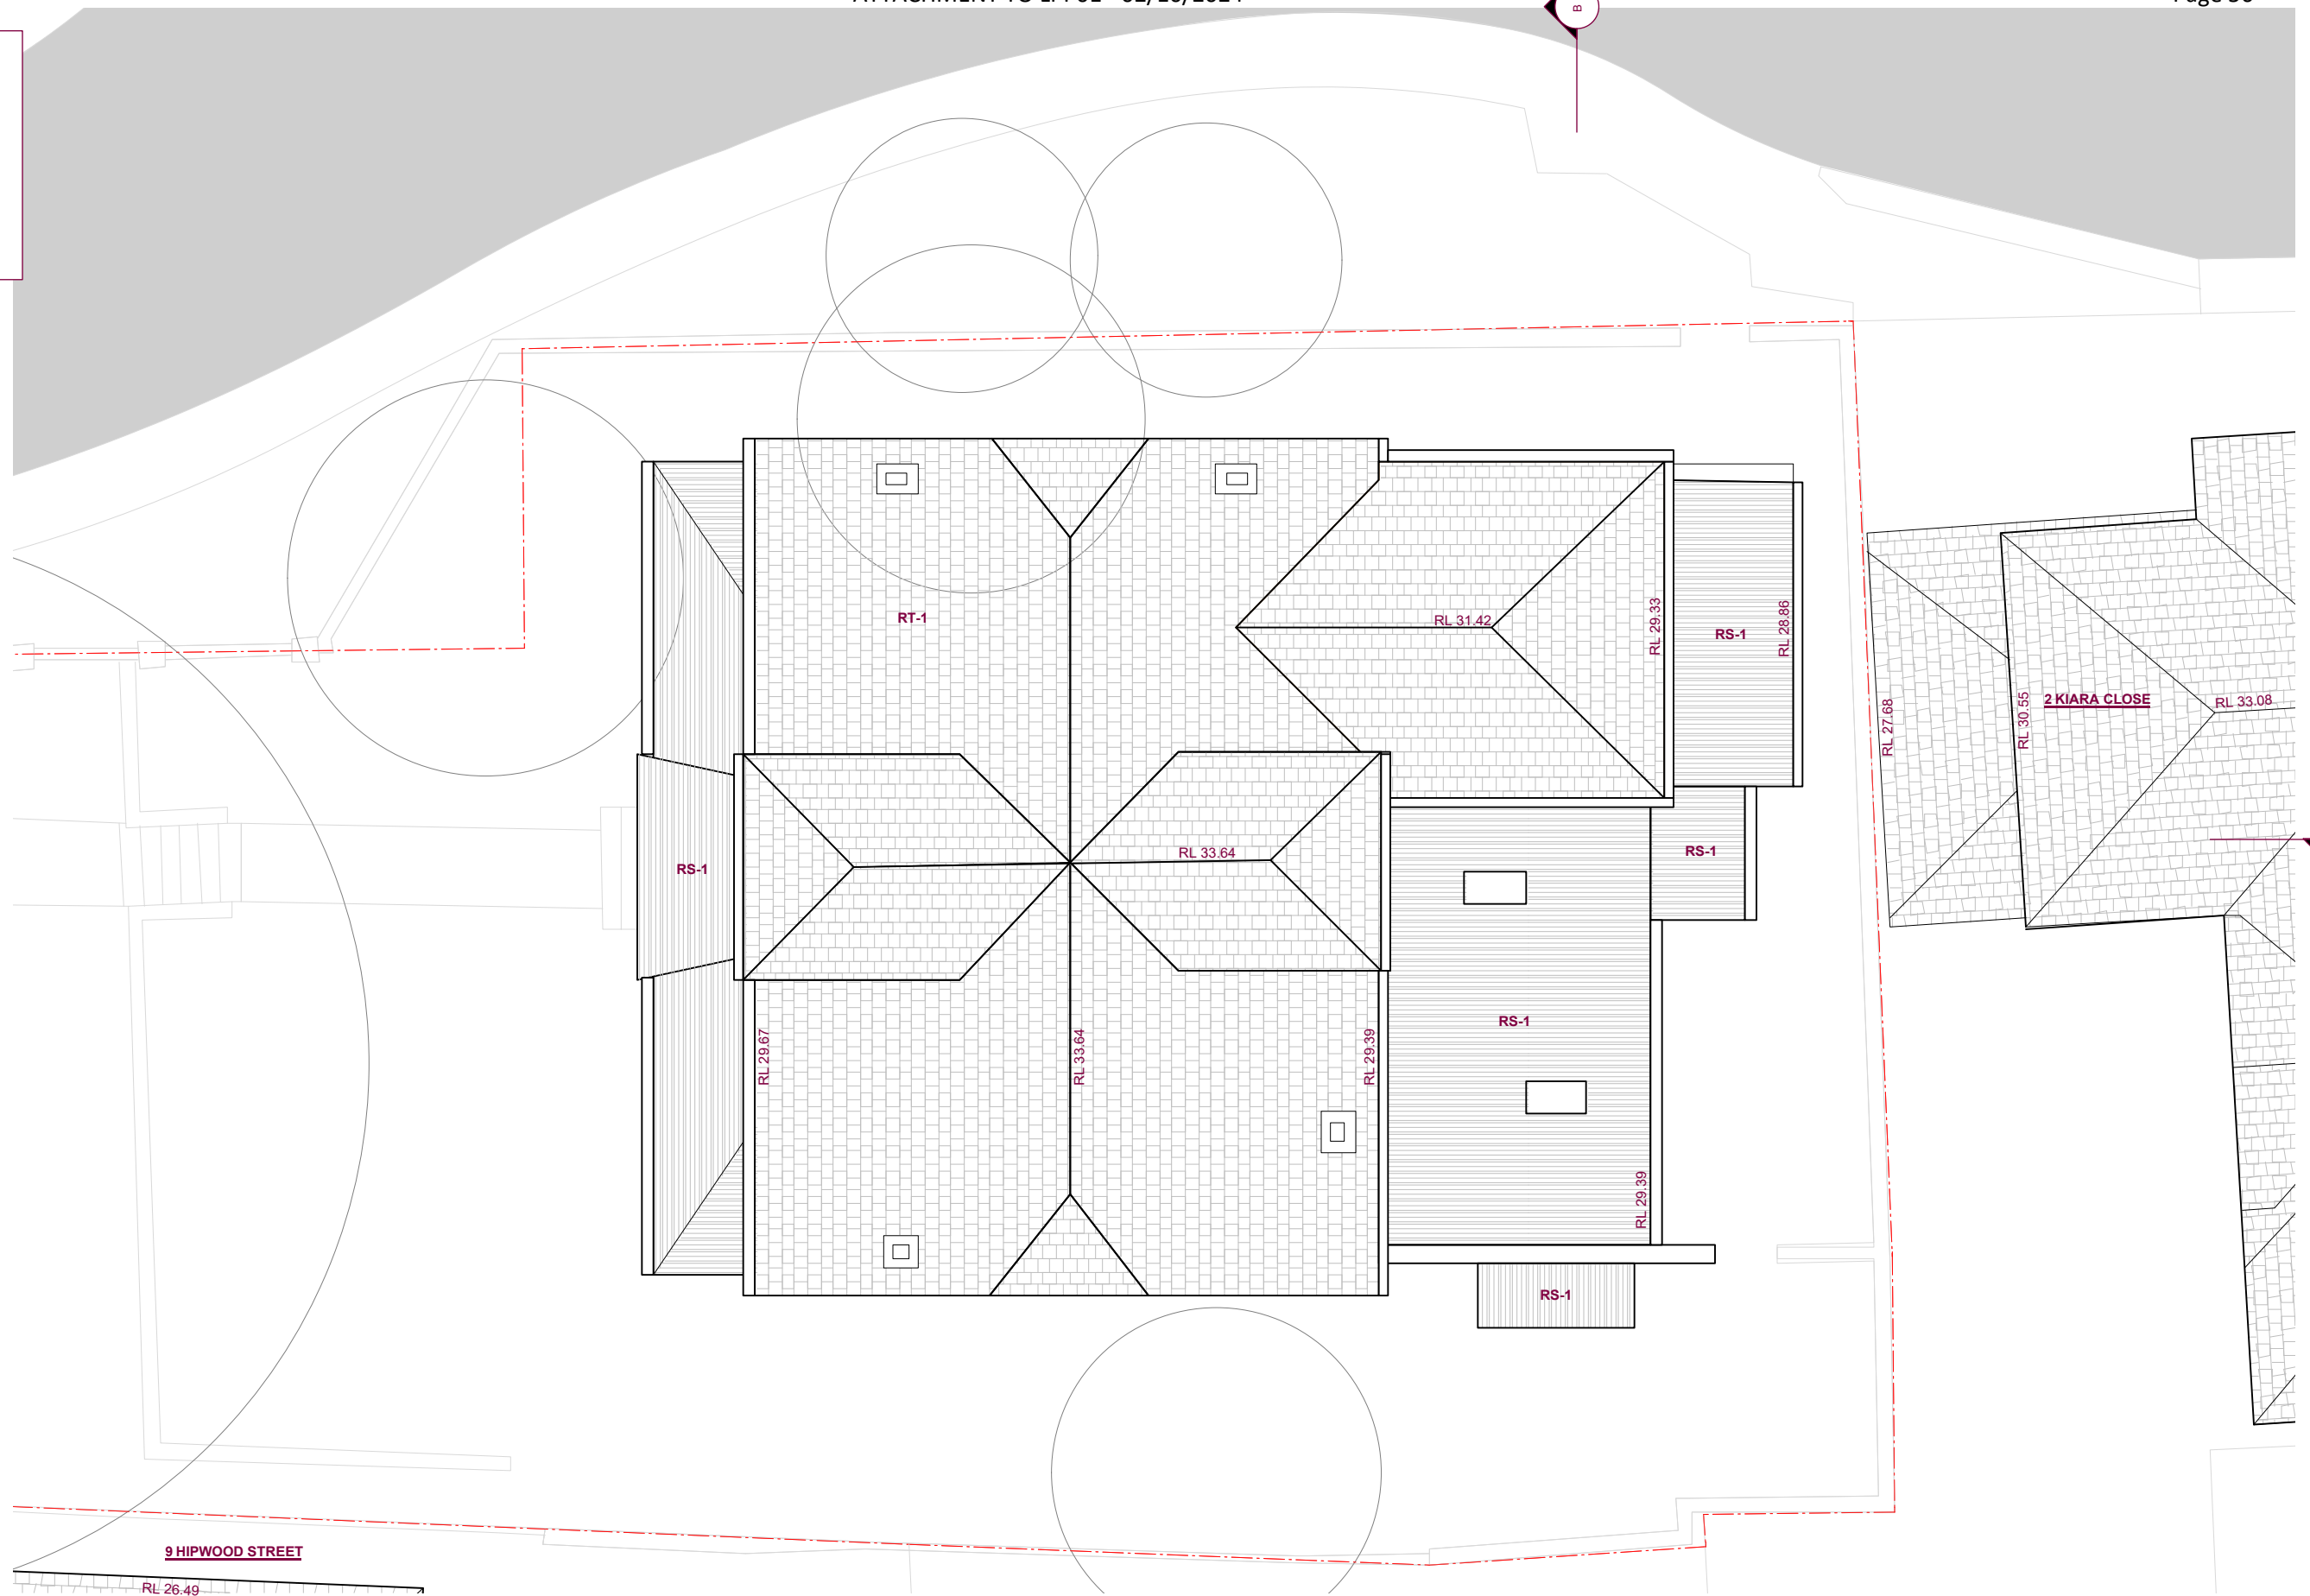 B
RT-1
RL 31.42
RL 29.33
RS-1
RL 28.86
RL 27.68
RL 30.55
2 KIARA CLOSE
RL 33.08
RS-1
RL 33.64
RS-1
RL 29.67
RL 33.64
RL 29.39
RS-1
RL 29.39
RS-1
9 HIPWOOD STREET
RL 26.49